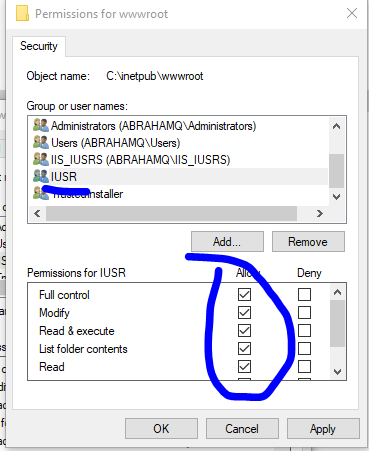 Permissions for wwwroot
Security
Object name: C:\inetpub\wwwroot
Group or user names:
Administrators (ABRAHAMQ\Administrators)
Users (ABRAHAMQ\Users)
IIS_IUSRS (ABRAHAMQ\IIS_IUSRS)
IUSR
TrustedInstaller
Add...
Remove
Permissions for IUSR Allow Deny
Full control
Modify
Read & execute
List folder contents
Read
OK
Cancel
Apply